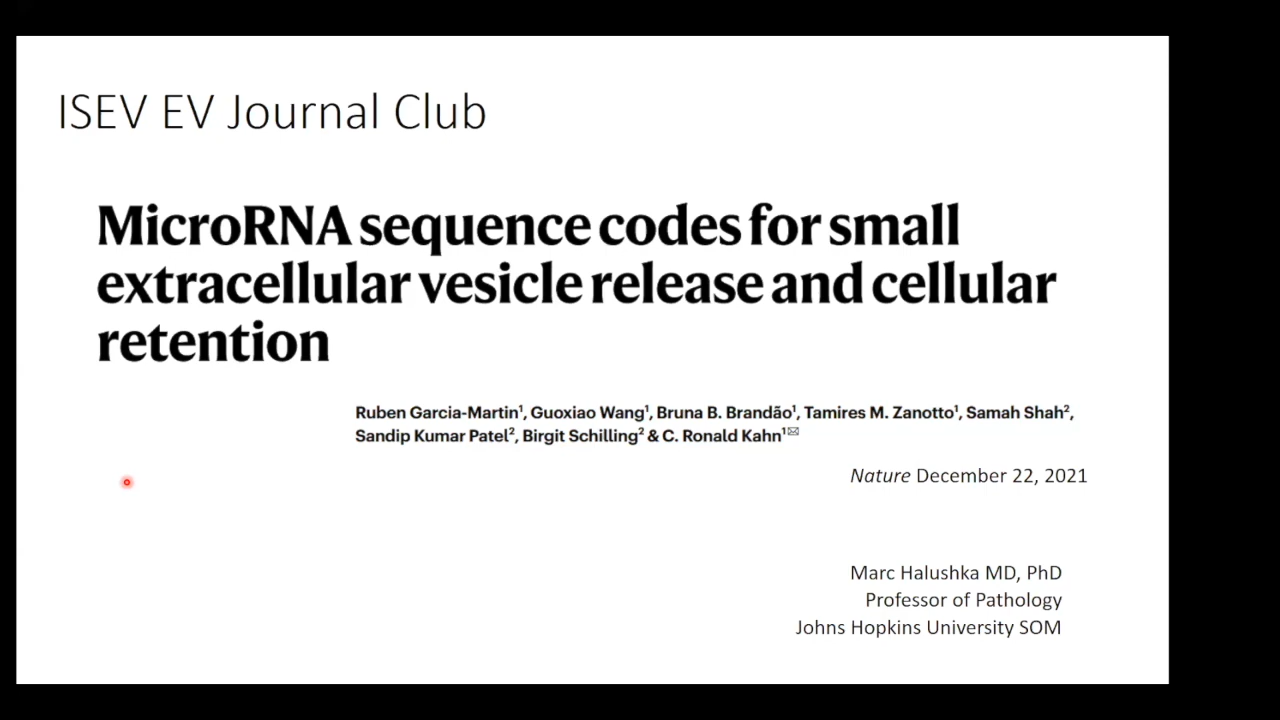 ISEV EV Journal Club
MicroRNA sequence codes for small
extracellular vesicle release and cellular
retention
Ruben Garcia-Martin¹, Guoxiao Wang¹, Bruna B. Brandão¹, Tamires M. Zanotto¹, Samah Shah²,
Sandip Kumar Patel², Birgit Schilling² & C. Ronald Kahn¹✉
Nature December 22, 2021
Marc Halushka MD, PhD
Professor of Pathology
Johns Hopkins University SOM